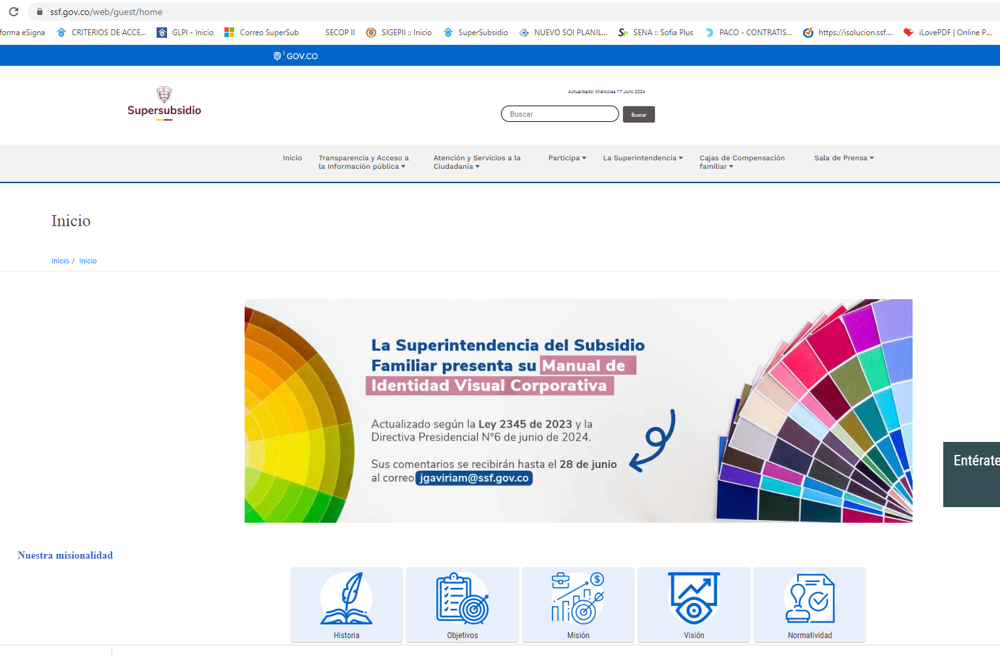 ssf.gov.co/web/guest/home
forma eSigna CRITERIOS DE ACCE... GLPI - Inicio Correo SuperSub SECOP II SIGEPII :: Inicio SuperSubsidio NUEVO SOI PLANIL... Sp SENA :: Sofia Plus PACO - CONTRATIS... https://isolucion.ssf.... iLovePDF | Online P...
GOV.CO
Actualizado: Miércoles 17 Julio 2024
Supersubsidio
Buscar Buscar
Inicio Transparencia y Acceso a Atención y Servicios a la Participa La Superintendencia Cajas de Compensación Sala de Prensa
la Información pública Ciudadanía familiar
Inicio
Inicio / Inicio
La Superintendencia del Subsidio
Familiar presenta su Manual de
Identidad Visual Corporativa
Actualizado según la Ley 2345 de 2023 y la
Directiva Presidencial N°6 de junio de 2024.
Sus comentarios se recibirán hasta el 28 de junio
al correo jgaviriam@ssf.gov.co
Entérate
Nuestra misionalidad
Historia Objetivos Misión Visión Normatividad